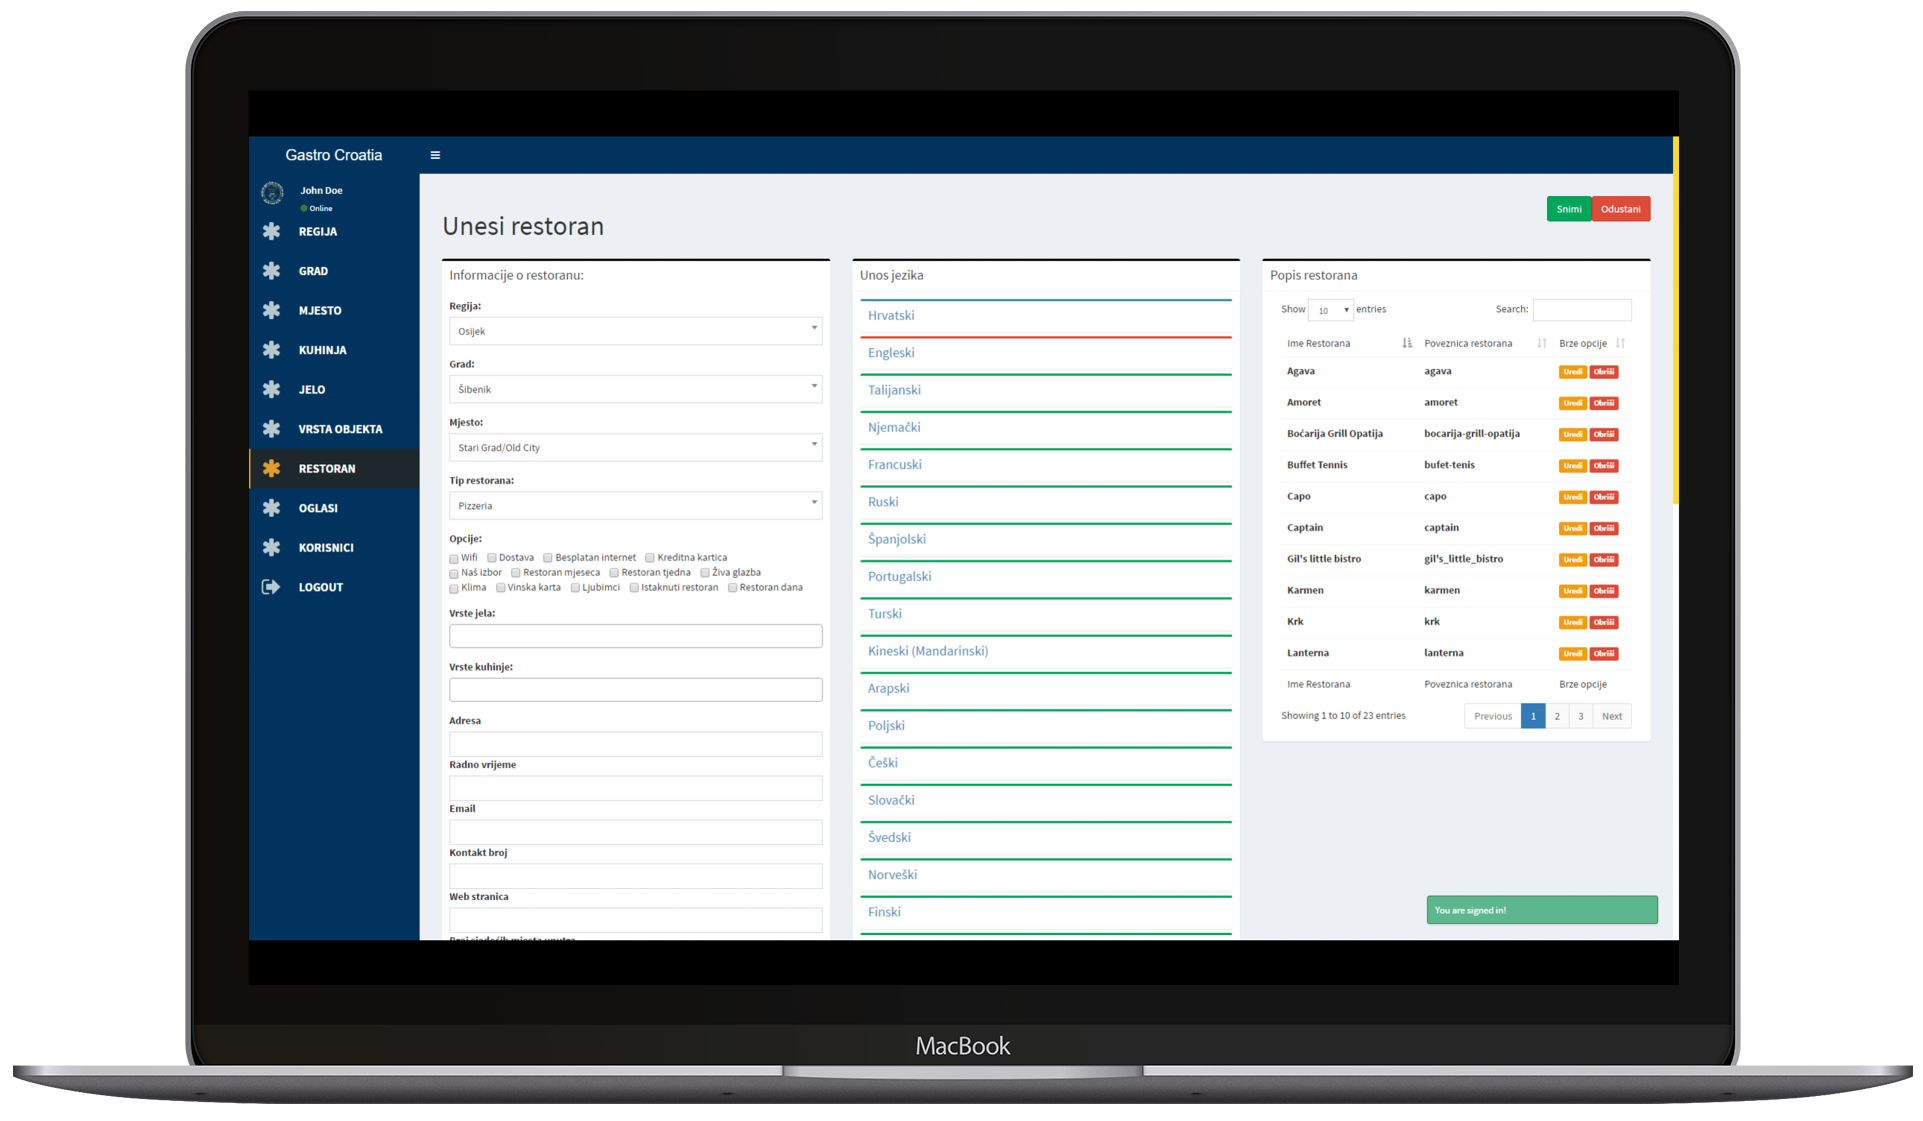 Gastro Croatia
John Doe
Online
REGIJA
GRAD
MJESTO
KUHINJA
JELO
VRSTA OBJEKTA
RESTORAN
OGLASI
KORISNICI
LOGOUT
Unesi restoran
Snimi Odustani
Informacije o restoranu:
Regija:
Osijek
Grad:
Šibenik
Mjesto:
Stari Grad/Old City
Tip restorana:
Pizzeria
Opcije:
Wifi Dostava Besplatan internet Kreditna kartica
Naš izbor Restoran mjeseca Restoran tjedna Živa glazba
Klima Vinska karta Ljubimci Istaknuti restoran Restoran dana
Vrste jela:
Vrste kuhinje:
Adresa
Radno vrijeme
Email
Kontakt broj
Web stranica
Broj sjedećih mjesta unutra
Unos jezika
Hrvatski
Engleski
Talijanski
Njemački
Francuski
Ruski
Španjolski
Portugalski
Turski
Kineski (Mandarinski)
Arapski
Poljski
Češki
Slovački
Švedski
Norveški
Finski
Popis restorana
Show 10 entries Search:
Ime Restorana Poveznica restorana Brze opcije
Agava agava Uredi Obriši
Amoret amoret Uredi Obriši
Boćarija Grill Opatija bocarija-grill-opatija Uredi Obriši
Buffet Tennis bufet-tenis Uredi Obriši
Capo capo Uredi Obriši
Captain captain Uredi Obriši
Gil's little bistro gil's_little_bistro Uredi Obriši
Karmen karmen Uredi Obriši
Krk krk Uredi Obriši
Lanterna lanterna Uredi Obriši
Ime Restorana Poveznica restorana Brze opcije
Showing 1 to 10 of 23 entries Previous 1 2 3 Next
You are signed in!
MacBook